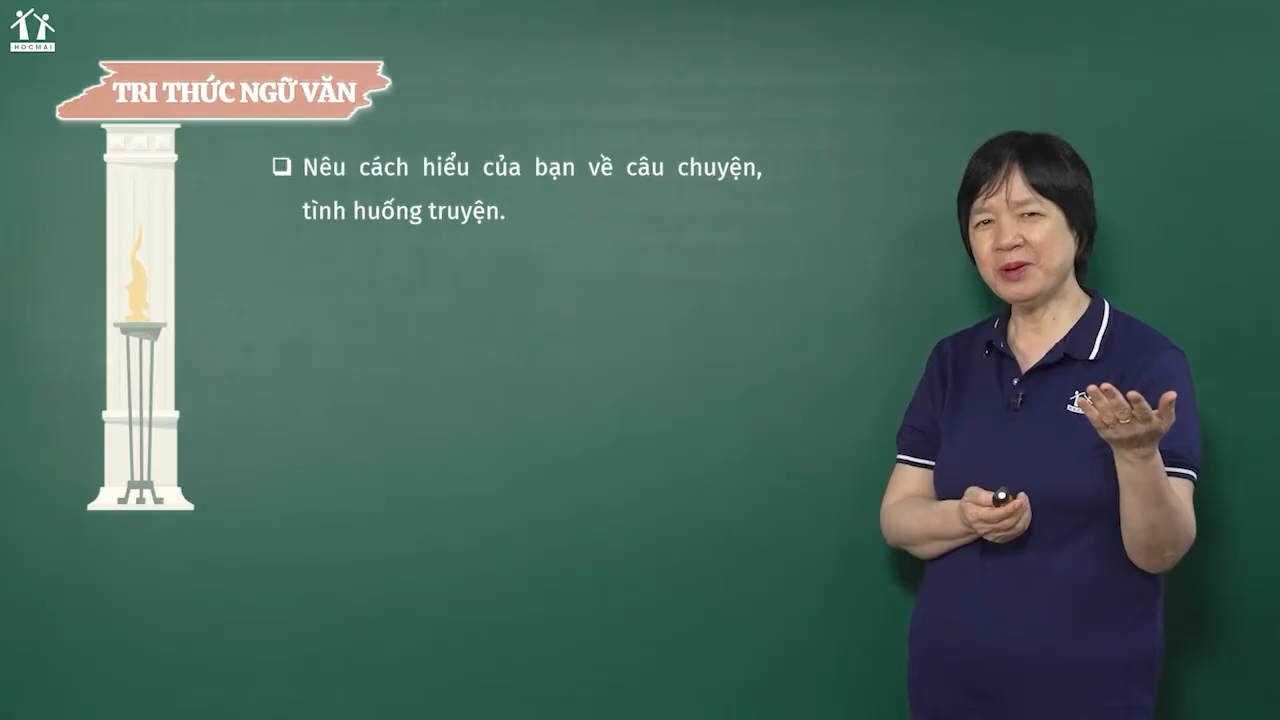 HOCMAI
TRI THỨC NGỮ VĂN
❑ Nêu cách hiểu của bạn về câu chuyện,
tình huống truyện.